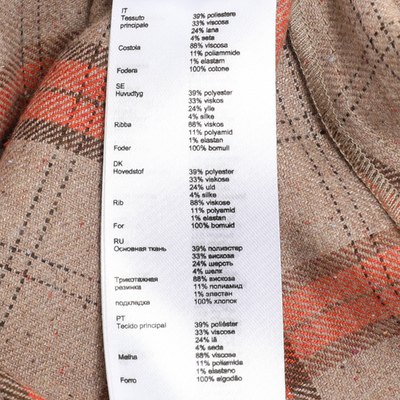 IT
Tessuto 39% poliestere
principale 33% viscosa
24% lana
4% seta
Costola 88% viscosa
11% poliammide
1% elastam
Fodera 100% cotone
SE
Huvudtyg 39% polyester
33% viskos
24% ylle
4% silke
Ribba 88% viskos
11% polyamid
1% elastan
Foder 100% bomull
DK
Hovedstof 39% polyester
33% viskose
24% uld
4% silke
Rib 88% viskose
11% polyamid
1% elastan
For 100% bomuld
RU
Основная ткань 39% полиэстер
33% вискоза
24% шерсть
4% шелк
Трикотажная 88% вискоза
резинка 11% полиамид
1% эластан
подкладка 100% хлопок
PT
Tecido principal 39% poliéster
33% viscose
24% lã
4% seda
Malha 88% viscose
11% poliamida
1% elastano
Forro 100% algodão